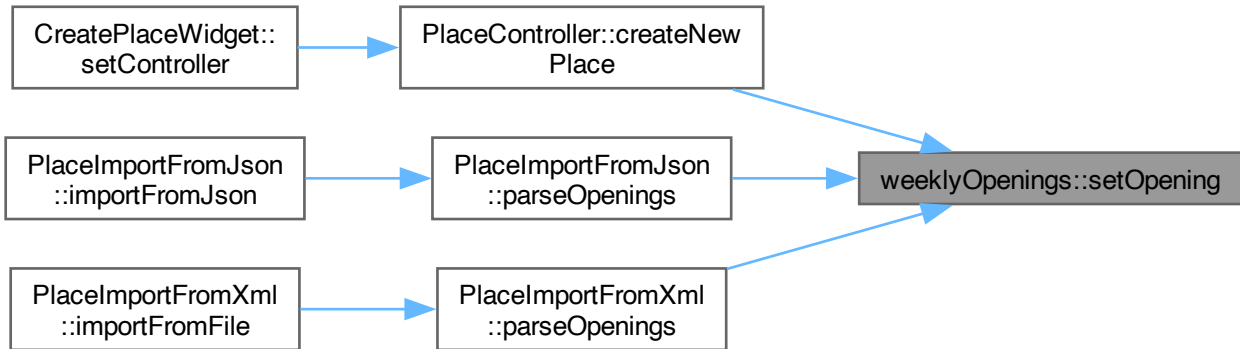 CreatePlaceWidget::
setController
PlaceController::createNew
Place
PlaceImportFromJson
::importFromJson
PlaceImportFromJson
::parseOpenings
weeklyOpenings::setOpening
PlaceImportFromXml
::importFromFile
PlaceImportFromXml
::parseOpenings